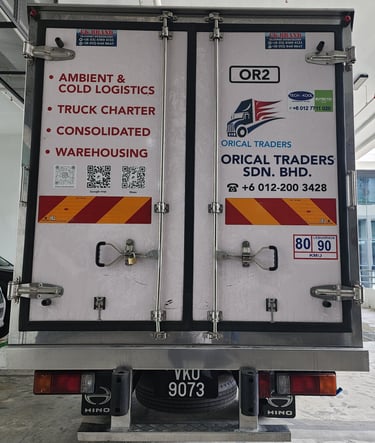 • AMBIENT &
COLD LOGISTICS
• TRUCK CHARTER
• CONSOLIDATED
• WAREHOUSING
OR2
ORICAL TRADERS
ORICAL TRADERS
SDN. BHD.
☎ +6 012-200 3428
80 90
KM/J
VKU
9073
HINO
HINO